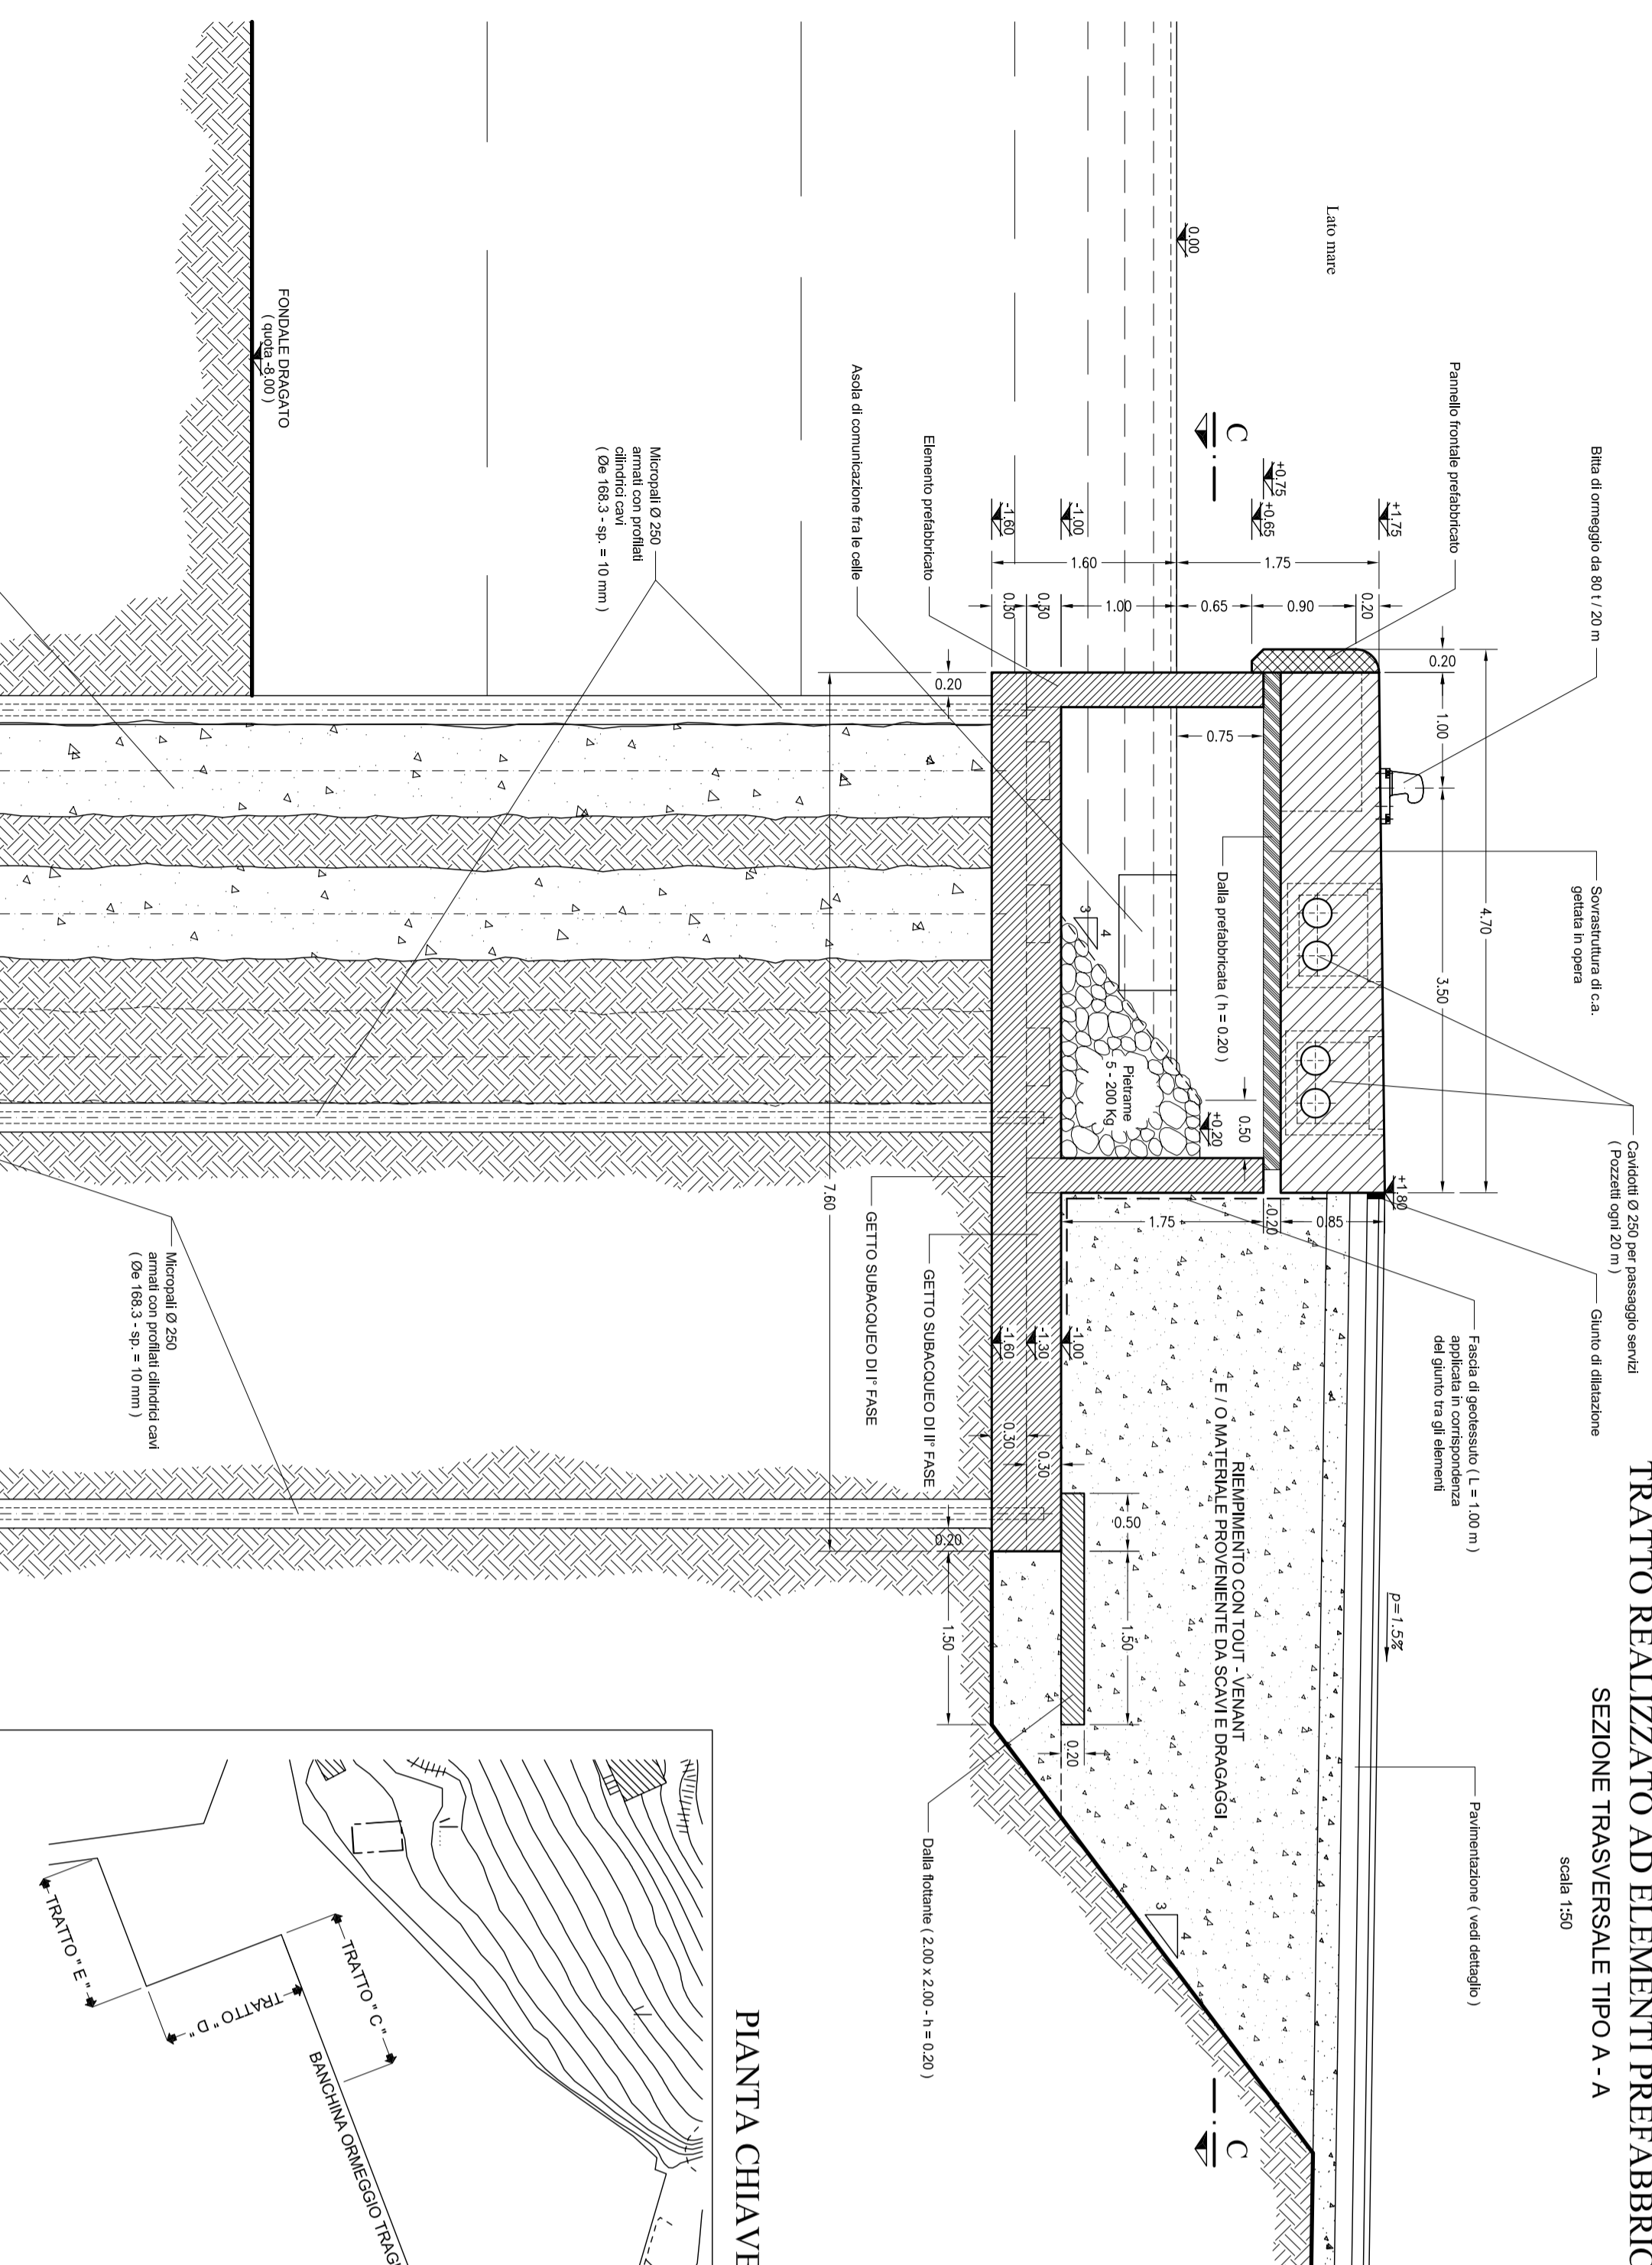 TRATTO REALIZZATO AD ELEMENTI PREFABBRIC
SEZIONE TRASVERSALE TIPO A - A
scala 1:50
Bitta di ormeggio da 80 t / 20 m
Sovrastruttura di c.a.
gettata in opera
Cavidotti Ø 250 per passaggio servizi
( Pozzetti ogni 20 m )
Giunto di dilatazione
Pannello frontale prefabbricato
Fascia di geotessuto ( L = 1.00 m )
applicata in corrispondenza
del giunto tra gli elementi
Pavimentazione ( vedi dettaglio )
4.70
0.20
1.00
3.50
p=1.5%
Lato mare
+1.75
+1.80
+0.75
+0.65
0.00
-1.00
-1.60
1.75
1.60
0.20
0.90
0.65
1.00
0.30
0.30
C
C
0.75
Dalla prefabbricata ( h = 0.20 )
0.50
+0.20
0.85
0.20
1.75
3
4
Pietrame
5 - 200 Kg
RIEMPIMENTO CON TOUT - VENANT
E / O MATERIALE PROVENIENTE DA SCAVI E DRAGAGGI
3
4
-1.00
-1.30
-1.60
0.30
0.30
0.50
1.50
0.20
Elemento prefabbricato
Asola di comunicazione fra le celle
0.20
0.20
1.50
7.60
GETTO SUBACQUEO DI II° FASE
GETTO SUBACQUEO DI I° FASE
Dalla flottante ( 2.00 x 2.00 - h = 0.20 )
Micropali Ø 250
armati con profilati
cilindrici cavi
( Øe 168.3 - sp. = 10 mm )
FONDALE DRAGATO
( quota -8.00 )
Micropali Ø 250
armati con profilati cilindrici cavi
( Øe 168.3 - sp. = 10 mm )
PIANTA CHIAVE
TRATTO " C "
TRATTO " D "
TRATTO " E "
BANCHINA ORMEGGIO TRAG